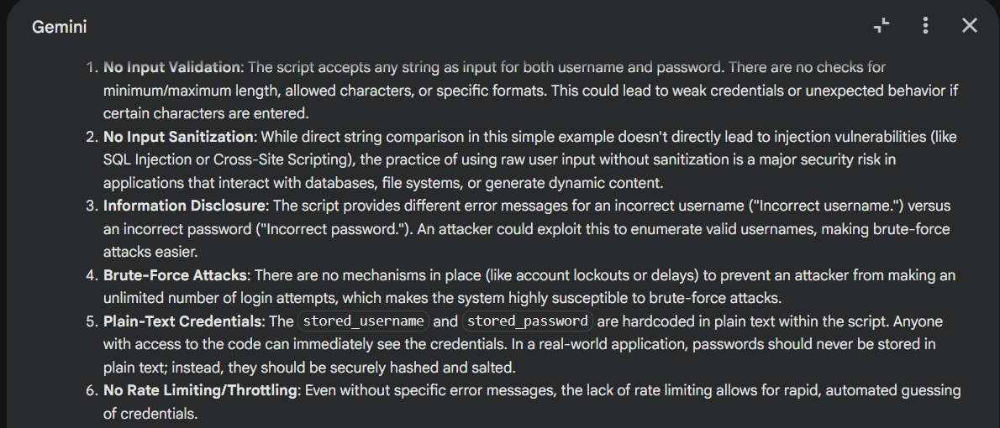 Gemini
1. No Input Validation: The script accepts any string as input for both username and password. There are no checks for
minimum/maximum length, allowed characters, or specific formats. This could lead to weak credentials or unexpected behavior if
certain characters are entered.
2. No Input Sanitization: While direct string comparison in this simple example doesn't directly lead to injection vulnerabilities (like
SQL Injection or Cross-Site Scripting), the practice of using raw user input without sanitization is a major security risk in
applications that interact with databases, file systems, or generate dynamic content.
3. Information Disclosure: The script provides different error messages for an incorrect username ("Incorrect username.") versus
an incorrect password ("Incorrect password."). An attacker could exploit this to enumerate valid usernames, making brute-force
attacks easier.
4. Brute-Force Attacks: There are no mechanisms in place (like account lockouts or delays) to prevent an attacker from making an
unlimited number of login attempts, which makes the system highly susceptible to brute-force attacks.
5. Plain-Text Credentials: The stored_username and stored_password are hardcoded in plain text within the script. Anyone
with access to the code can immediately see the credentials. In a real-world application, passwords should never be stored in
plain text; instead, they should be securely hashed and salted.
6. No Rate Limiting/Throttling: Even without specific error messages, the lack of rate limiting allows for rapid, automated guessing
of credentials.